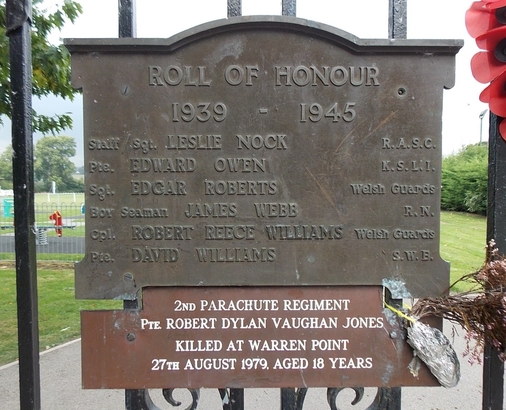 ROLL OF HONOUR
1939 - 1945
Staff Sgt. LESLIE NOCK R.A.S.C.
Pte. EDWARD OWEN K.S.L.I.
Sgt. EDGAR ROBERTS Welsh Guards
Boy Seaman JAMES WEBB R.N.
Cpl. ROBERT REECE WILLIAMS Welsh Guards
Pte. DAVID WILLIAMS S.W.B.
2ND PARACHUTE REGIMENT
PTE. ROBERT DYLAN VAUGHAN JONES
KILLED AT WARREN POINT
27TH AUGUST 1979, AGED 18 YEARS